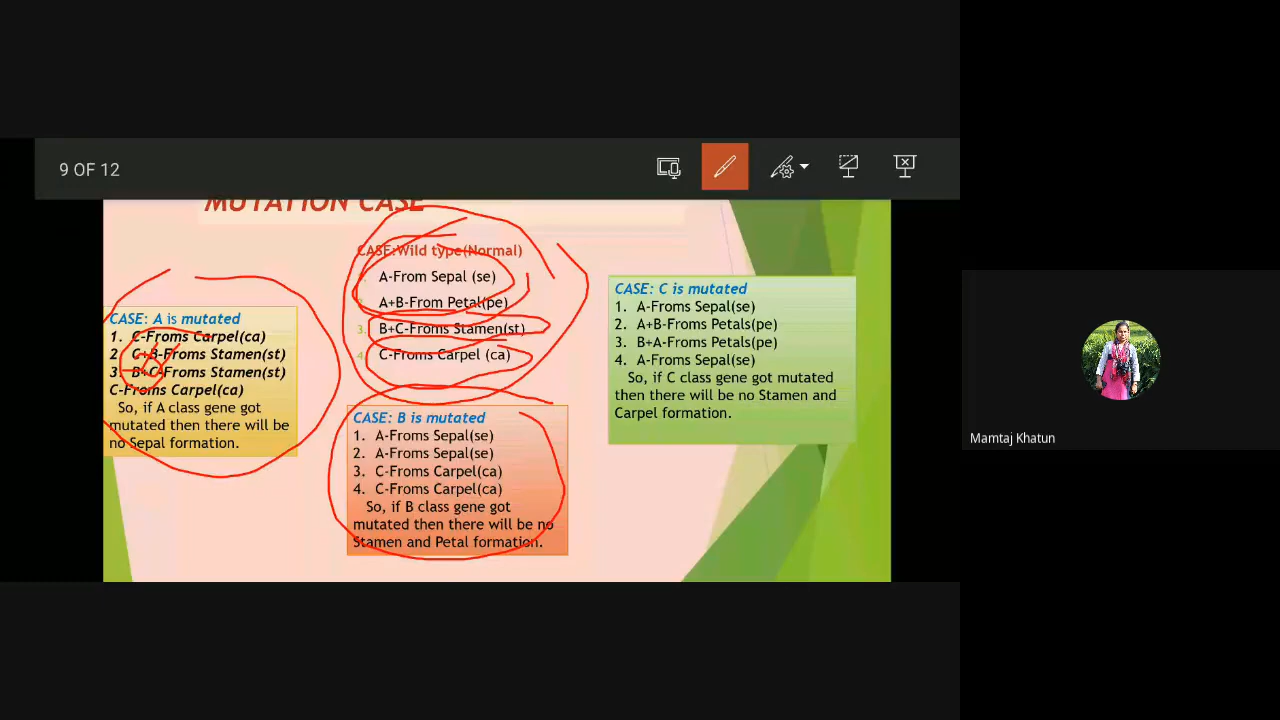 9 OF 12
MUTATION CASE
CASE:Wild type(Normal)
A-From Sepal (se)
A+B-From Petal(pe)
3. B+C-Froms Stamen(st)
4. C-Froms Carpel (ca)
CASE: A is mutated
1. C-Froms Carpel(ca)
2 C+B-Froms Stamen(st)
3. B+C-Froms Stamen(st)
C-Froms Carpel(ca)
So, if A class gene got
mutated then there will be
no Sepal formation.
CASE: B is mutated
1. A-Froms Sepal(se)
2. A-Froms Sepal(se)
3. C-Froms Carpel(ca)
4. C-Froms Carpel(ca)
So, if B class gene got
mutated then there will be no
Stamen and Petal formation.
CASE: C is mutated
1. A-Froms Sepal(se)
2. A+B-Froms Petals(pe)
3. B+A-Froms Petals(pe)
4. A-Froms Sepal(se)
So, if C class gene got mutated
then there will be no Stamen and
Carpel formation.
Mamtaj Khatun